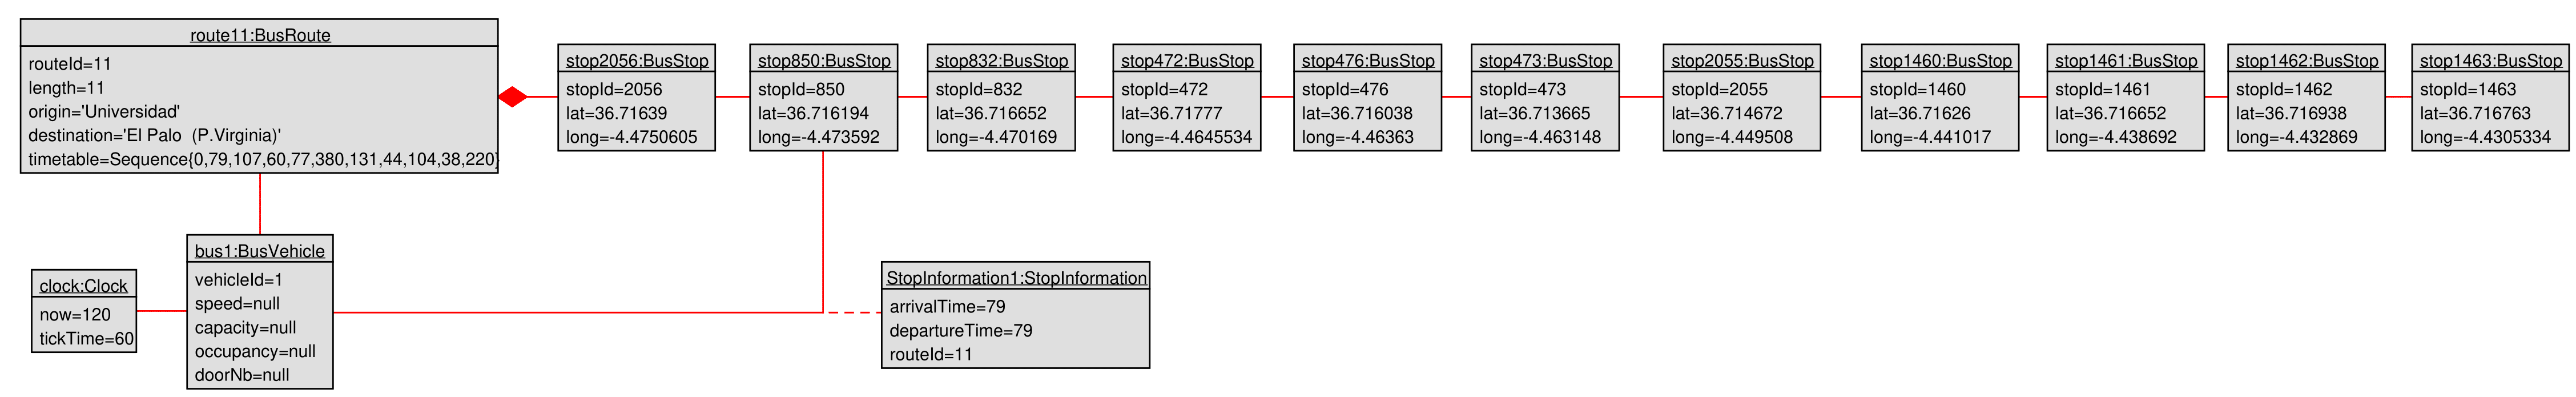 route11:BusRoute
routeId=11
length=11
origin='Universidad'
destination='El Palo  (P.Virginia)'
timetable=Sequence{0,79,107,60,77,380,131,44,104,38,220}
stop2056:BusStop
stopId=2056
lat=36.71639
long=-4.4750605
stop850:BusStop
stopId=850
lat=36.716194
long=-4.473592
stop832:BusStop
stopId=832
lat=36.716652
long=-4.470169
stop472:BusStop
stopId=472
lat=36.71777
long=-4.4645534
stop476:BusStop
stopId=476
lat=36.716038
long=-4.46363
stop473:BusStop
stopId=473
lat=36.713665
long=-4.463148
stop2055:BusStop
stopId=2055
lat=36.714672
long=-4.449508
stop1460:BusStop
stopId=1460
lat=36.71626
long=-4.441017
stop1461:BusStop
stopId=1461
lat=36.716652
long=-4.438692
stop1462:BusStop
stopId=1462
lat=36.716938
long=-4.432869
stop1463:BusStop
stopId=1463
lat=36.716763
long=-4.4305334
clock:Clock
now=120
tickTime=60
bus1:BusVehicle
vehicleId=1
speed=null
capacity=null
occupancy=null
doorNb=null
StopInformation1:StopInformation
arrivalTime=79
departureTime=79
routeId=11